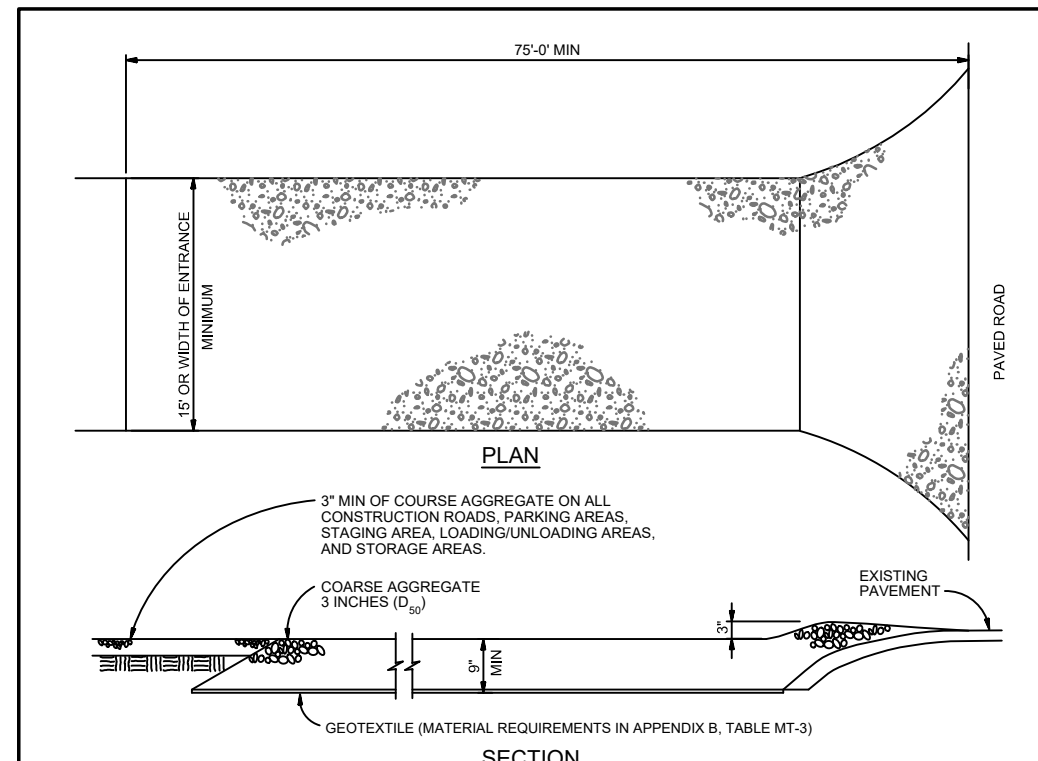 75'-0' MIN
15' OR WIDTH OF ENTRANCE
MINIMUM
PAVED ROAD
PLAN
3" MIN OF COURSE AGGREGATE ON ALL
CONSTRUCTION ROADS, PARKING AREAS,
STAGING AREA, LOADING/UNLOADING AREAS,
AND STORAGE AREAS.
COARSE AGGREGATE
3 INCHES (D50)
EXISTING
PAVEMENT
3"
9"
MIN
GEOTEXTILE (MATERIAL REQUIREMENTS IN APPENDIX B, TABLE MT-3)
SECTION